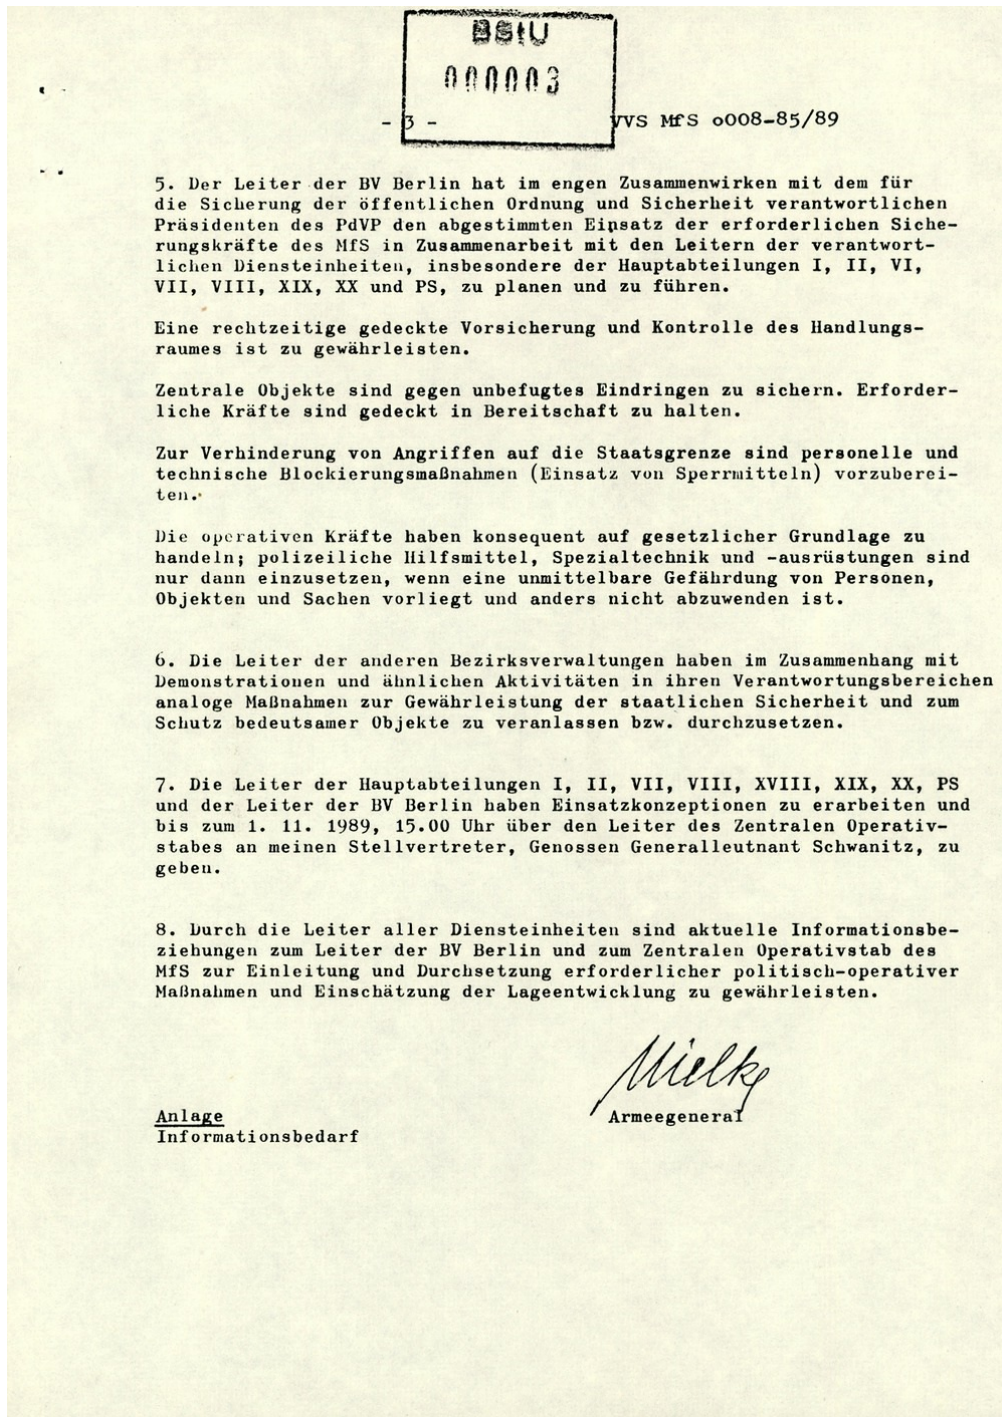 BStU
000003
- 3 -
VVS MfS o008-85/89
5. Der Leiter der BV Berlin hat im engen Zusammenwirken mit dem für
die Sicherung der öffentlichen Ordnung und Sicherheit verantwortlichen
Präsidenten des PdVP den abgestimmten Einsatz der erforderlichen Siche-
rungskräfte des MfS in Zusammenarbeit mit den Leitern der verantwort-
lichen Diensteinheiten, insbesondere der Hauptabteilungen I, II, VI,
VII, VIII, XIX, XX und PS, zu planen und zu führen.
Eine rechtzeitige gedeckte Vorsicherung und Kontrolle des Handlungs-
raumes ist zu gewährleisten.
Zentrale Objekte sind gegen unbefugtes Eindringen zu sichern. Erforder-
liche Kräfte sind gedeckt in Bereitschaft zu halten.
Zur Verhinderung von Angriffen auf die Staatsgrenze sind personelle und
technische Blockierungsmaßnahmen (Einsatz von Sperrmitteln) vorzuberei-
ten.
Die operativen Kräfte haben konsequent auf gesetzlicher Grundlage zu
handeln; polizeiliche Hilfsmittel, Spezialtechnik und -ausrüstungen sind
nur dann einzusetzen, wenn eine unmittelbare Gefährdung von Personen,
Objekten und Sachen vorliegt und anders nicht abzuwenden ist.
6. Die Leiter der anderen Bezirksverwaltungen haben im Zusammenhang mit
Demonstrationen und ähnlichen Aktivitäten in ihren Verantwortungsbereichen
analoge Maßnahmen zur Gewährleistung der staatlichen Sicherheit und zum
Schutz bedeutsamer Objekte zu veranlassen bzw. durchzusetzen.
7. Die Leiter der Hauptabteilungen I, II, VII, VIII, XVIII, XIX, XX, PS
und der Leiter der BV Berlin haben Einsatzkonzeptionen zu erarbeiten und
bis zum 1. 11. 1989, 15.00 Uhr über den Leiter des Zentralen Operativ-
stabes an meinen Stellvertreter, Genossen Generalleutnant Schwanitz, zu
geben.
8. Durch die Leiter aller Diensteinheiten sind aktuelle Informationsbe-
ziehungen zum Leiter der BV Berlin und zum Zentralen Operativstab des
MfS zur Einleitung und Durchsetzung erforderlicher politisch-operativer
Maßnahmen und Einschätzung der Lageentwicklung zu gewährleisten.
Mielke
Armeegeneral
Anlage
Informationsbedarf